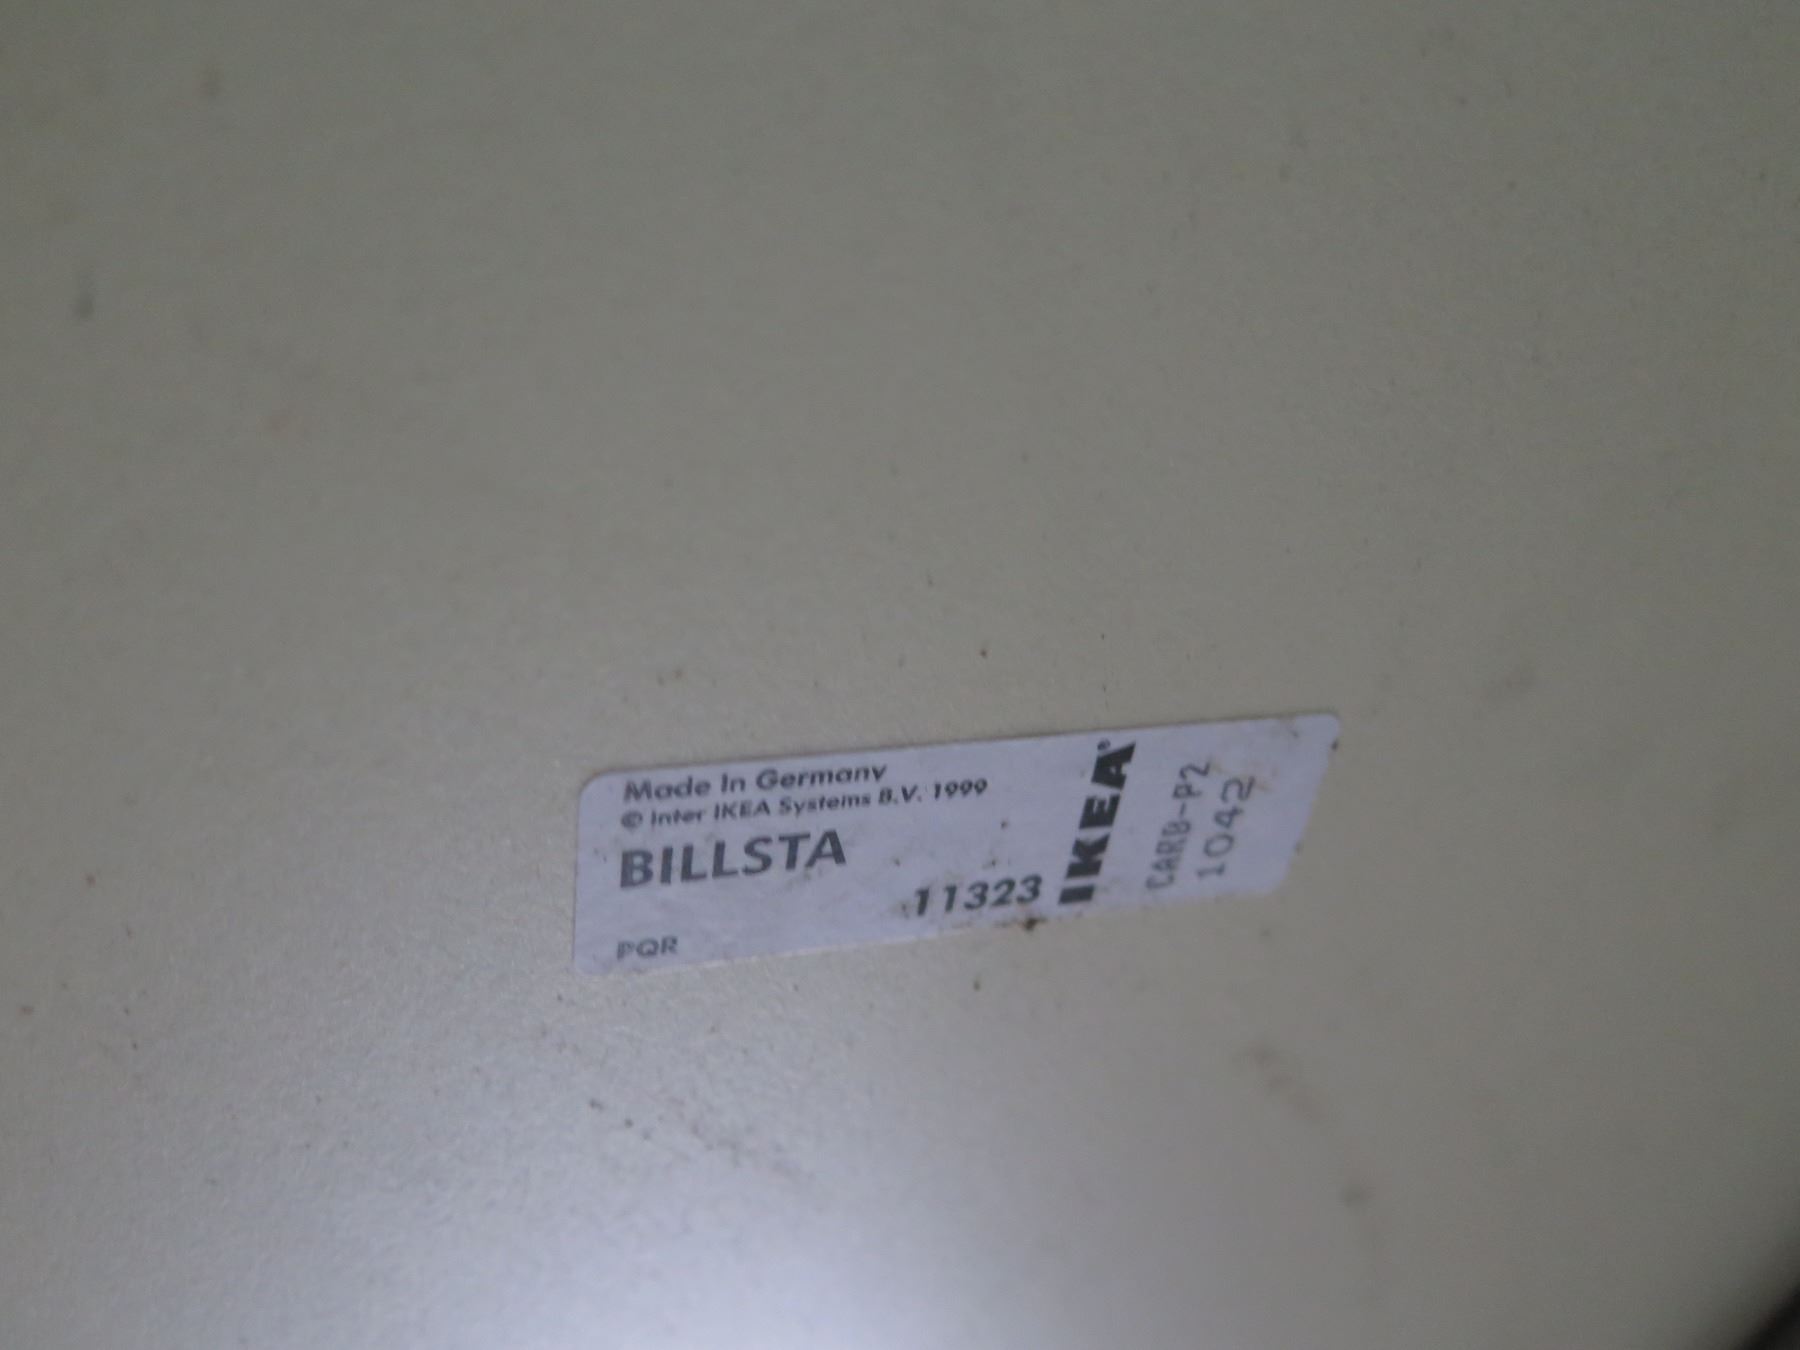 Made In Germany
© Inter IKEA Systems B.V. 1999
BILLSTA
11323
PQR
IKEA®
CARB-P2
1042